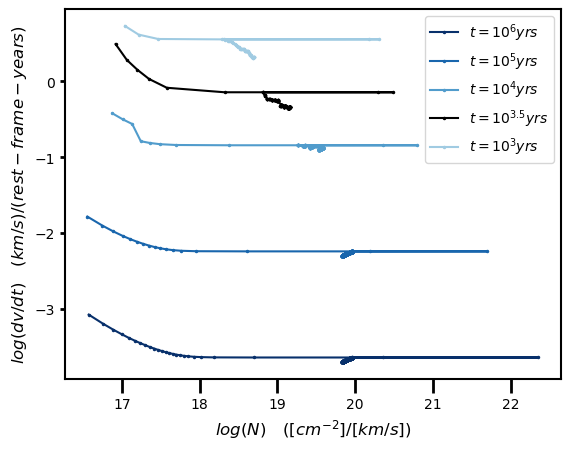 t = 10^6 yrs
t = 10^5 yrs
t = 10^4 yrs
t = 10^{3.5} yrs
t = 10^3 yrs
0
−1
−2
−3
log(dv/dt) (km/s)/(rest − frame − years)
17 18 19 20 21 22
log(N) ([cm^{−2}]/[km/s])